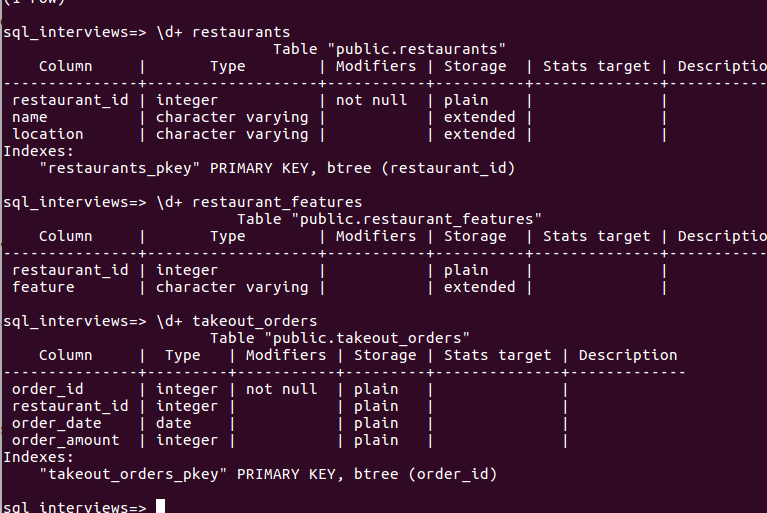 (1 row)
sql_interviews=> \d+ restaurants
Table "public.restaurants"
Column | Type | Modifiers | Storage | Stats target | Descriptio
---------------+-------------------+-----------+----------+--------------+-----------
restaurant_id | integer | not null | plain | |
name | character varying | | extended | |
location | character varying | | extended | |
Indexes:
"restaurants_pkey" PRIMARY KEY, btree (restaurant_id)
sql_interviews=> \d+ restaurant_features
Table "public.restaurant_features"
Column | Type | Modifiers | Storage | Stats target | Descriptio
---------------+-------------------+-----------+----------+--------------+-----------
restaurant_id | integer | | plain | |
feature | character varying | | extended | |
sql_interviews=> \d+ takeout_orders
Table "public.takeout_orders"
Column | Type | Modifiers | Storage | Stats target | Description
---------------+---------+-----------+---------+--------------+-------------
order_id | integer | not null | plain | |
restaurant_id | integer | | plain | |
order_date | date | | plain | |
order_amount | integer | | plain | |
Indexes:
"takeout_orders_pkey" PRIMARY KEY, btree (order_id)
sql_interviews=>